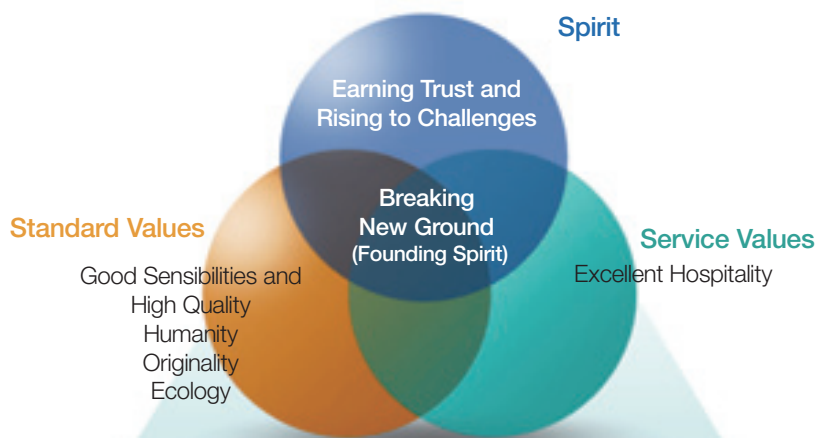 Spirit
Earning Trust and
Rising to Challenges
Breaking
New Ground
(Founding Spirit)
Standard Values
Good Sensibilities and
High Quality
Humanity
Originality
Ecology
Service Values
Excellent Hospitality